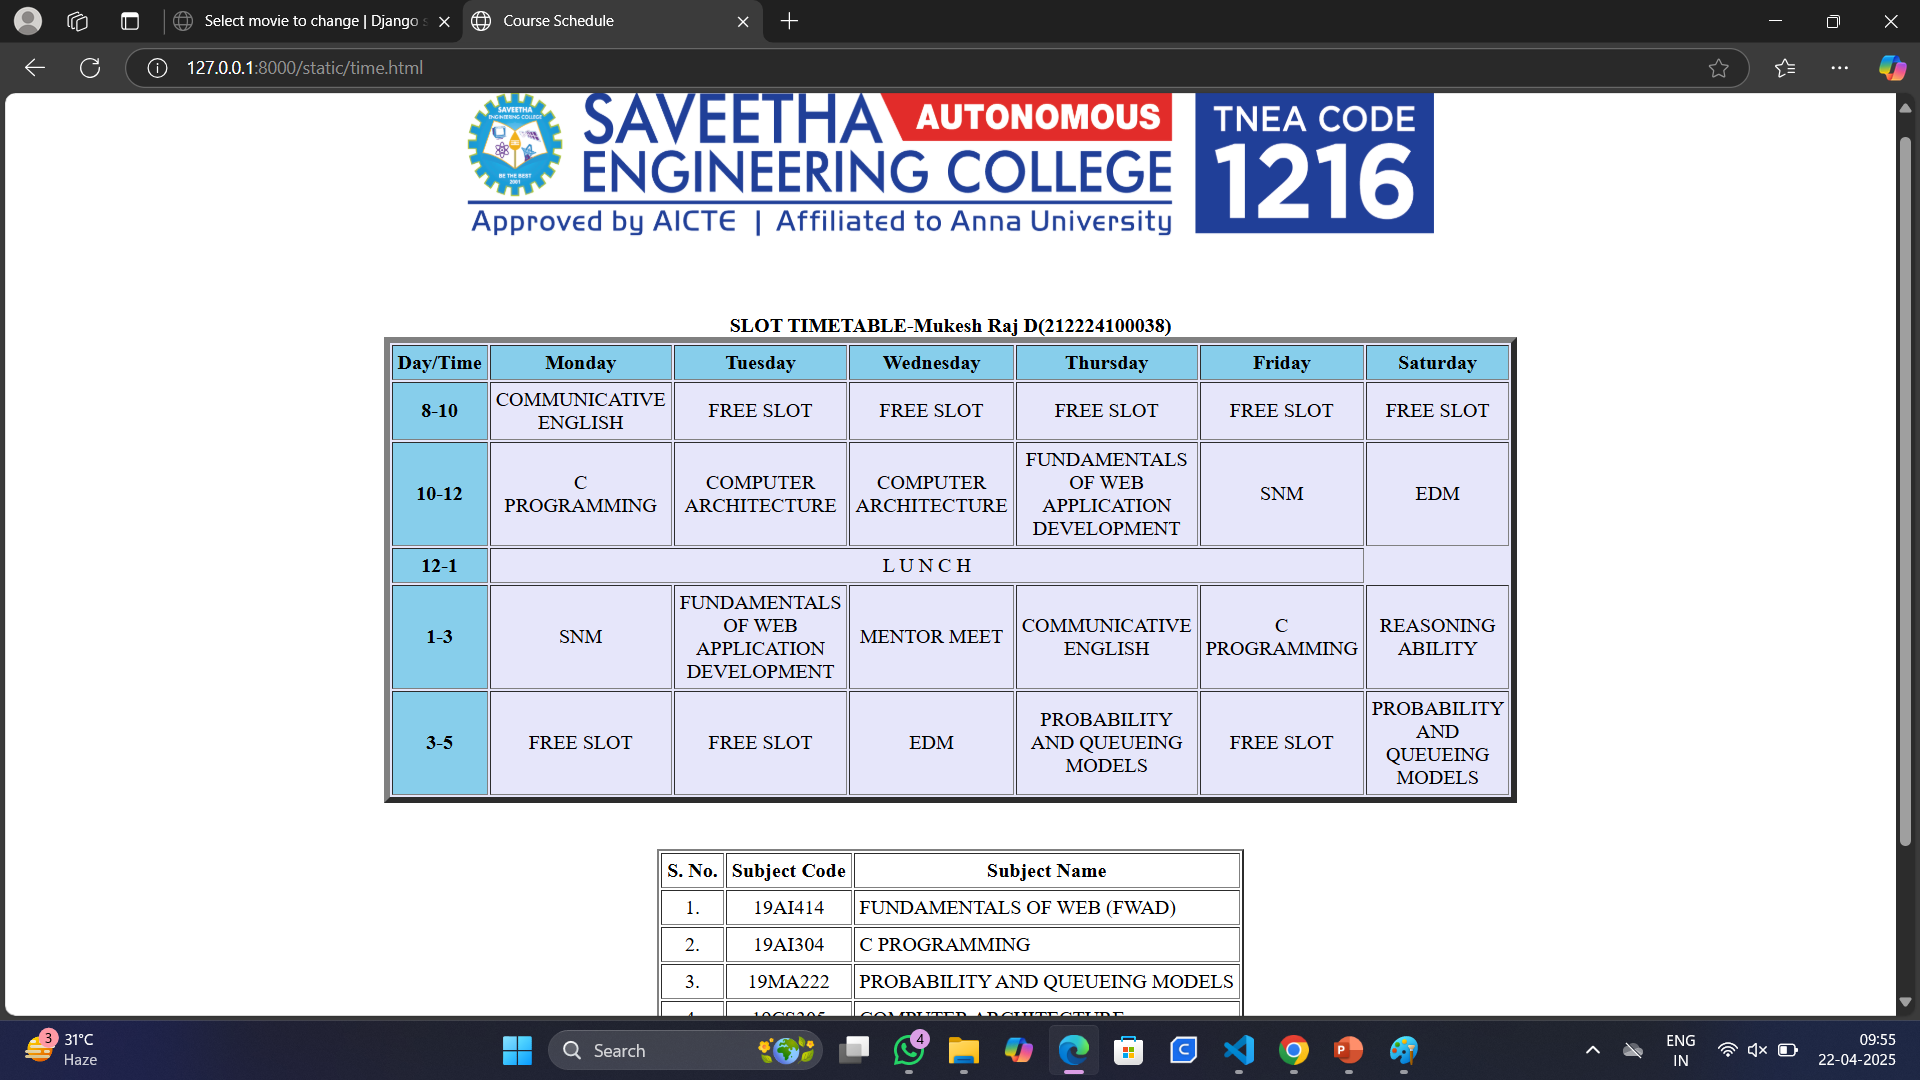 Select movie to change | Django s
Course Schedule
127.0.0.1:8000/static/time.html
SAVEETHA
ENGINEERING COLLEGE
BE THE BEST
2001
SAVEETHA AUTONOMOUS
ENGINEERING COLLEGE
Approved by AICTE | Affiliated to Anna University
TNEA CODE
1216
SLOT TIMETABLE-Mukesh Raj D(212224100038)
Day/Time Monday Tuesday Wednesday Thursday Friday Saturday
8-10 COMMUNICATIVE ENGLISH FREE SLOT FREE SLOT FREE SLOT FREE SLOT FREE SLOT
10-12 C PROGRAMMING COMPUTER ARCHITECTURE COMPUTER ARCHITECTURE FUNDAMENTALS OF WEB APPLICATION DEVELOPMENT SNM EDM
12-1 L U N C H
1-3 SNM FUNDAMENTALS OF WEB APPLICATION DEVELOPMENT MENTOR MEET COMMUNICATIVE ENGLISH C PROGRAMMING REASONING ABILITY
3-5 FREE SLOT FREE SLOT EDM PROBABILITY AND QUEUEING MODELS FREE SLOT PROBABILITY AND QUEUEING MODELS
S. No. Subject Code Subject Name
1. 19AI414 FUNDAMENTALS OF WEB (FWAD)
2. 19AI304 C PROGRAMMING
3. 19MA222 PROBABILITY AND QUEUEING MODELS
4. 19CS305 COMPUTER ARCHITECTURE
3
31°C
Haze
Search
4
ENG
IN
09:55
22-04-2025